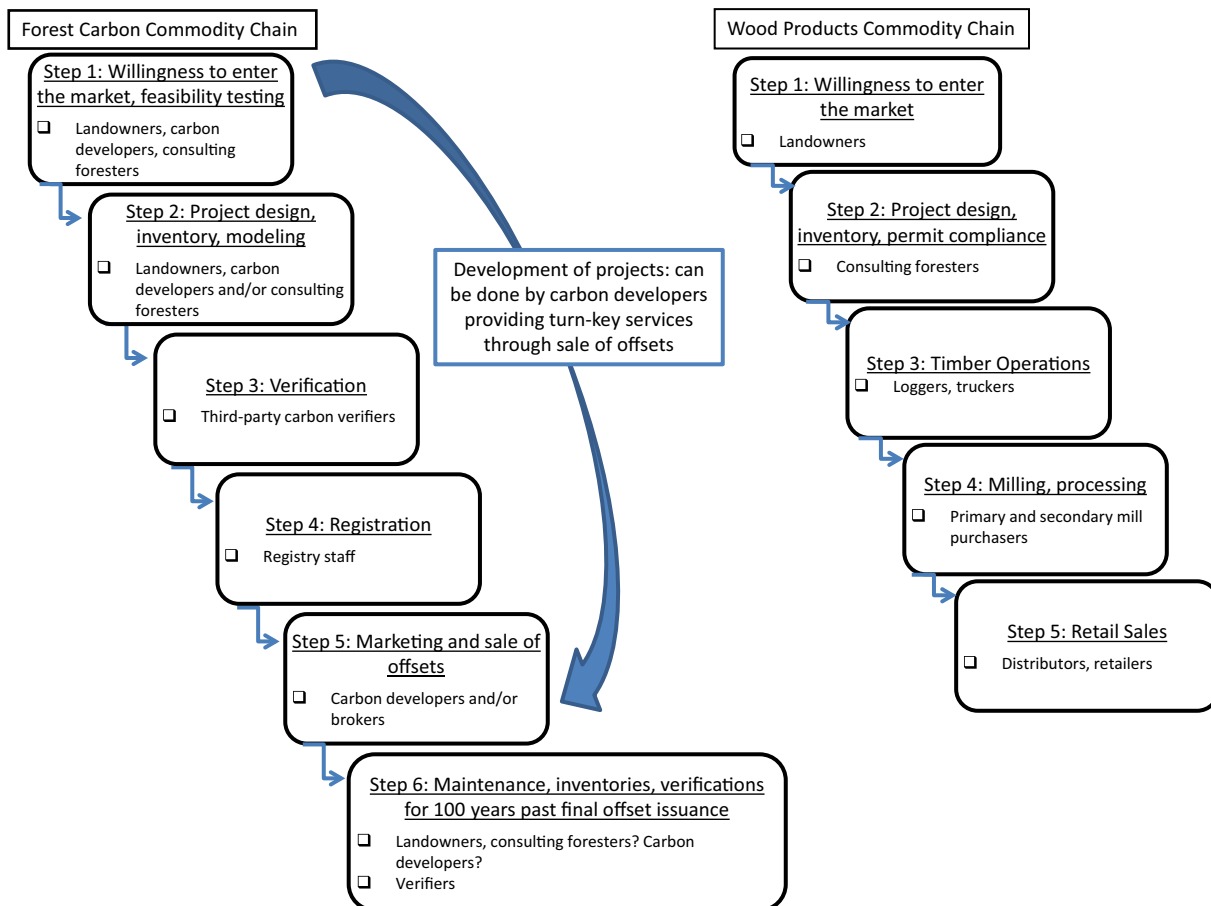 Forest Carbon Commodity Chain
Step 1: Willingness to enter
the market, feasibility testing
Landowners, carbon
developers, consulting
foresters
Step 2: Project design,
inventory, modeling
Landowners, carbon
developers and/or consulting
foresters
Step 3: Verification
Third-party carbon verifiers
Step 4: Registration
Registry staff
Step 5: Marketing and sale of
offsets
Carbon developers and/or
brokers
Step 6: Maintenance, inventories, verifications
for 100 years past final offset issuance
Landowners, consulting foresters? Carbon
developers?
Verifiers
Development of projects: can
be done by carbon developers
providing turn-key services
through sale of offsets
Wood Products Commodity Chain
Step 1: Willingness to enter
the market
Landowners
Step 2: Project design,
inventory, permit compliance
Consulting foresters
Step 3: Timber Operations
Loggers, truckers
Step 4: Milling, processing
Primary and secondary mill
purchasers
Step 5: Retail Sales
Distributors, retailers